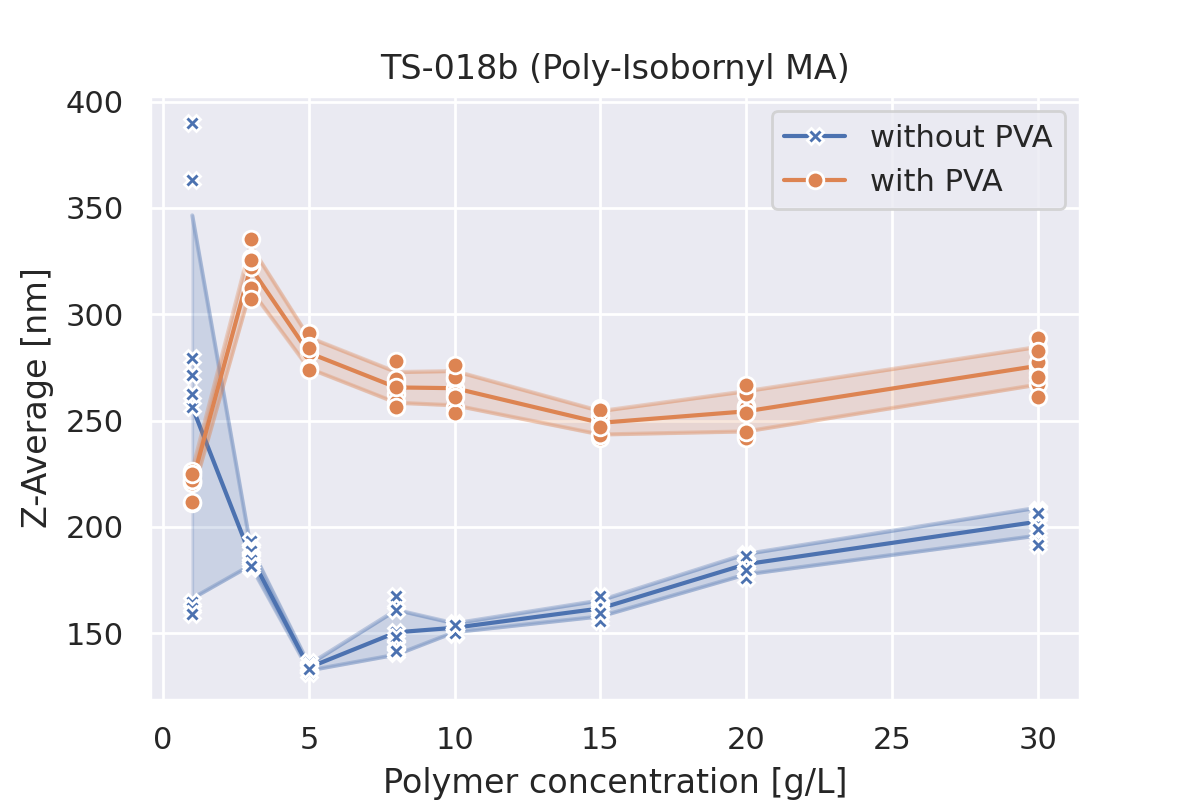 TS-018b (Poly-Isobornyl MA)
400
350
300
250
200
150
Z-Average [nm]
without PVA
with PVA
0 5 10 15 20 25 30
Polymer concentration [g/L]